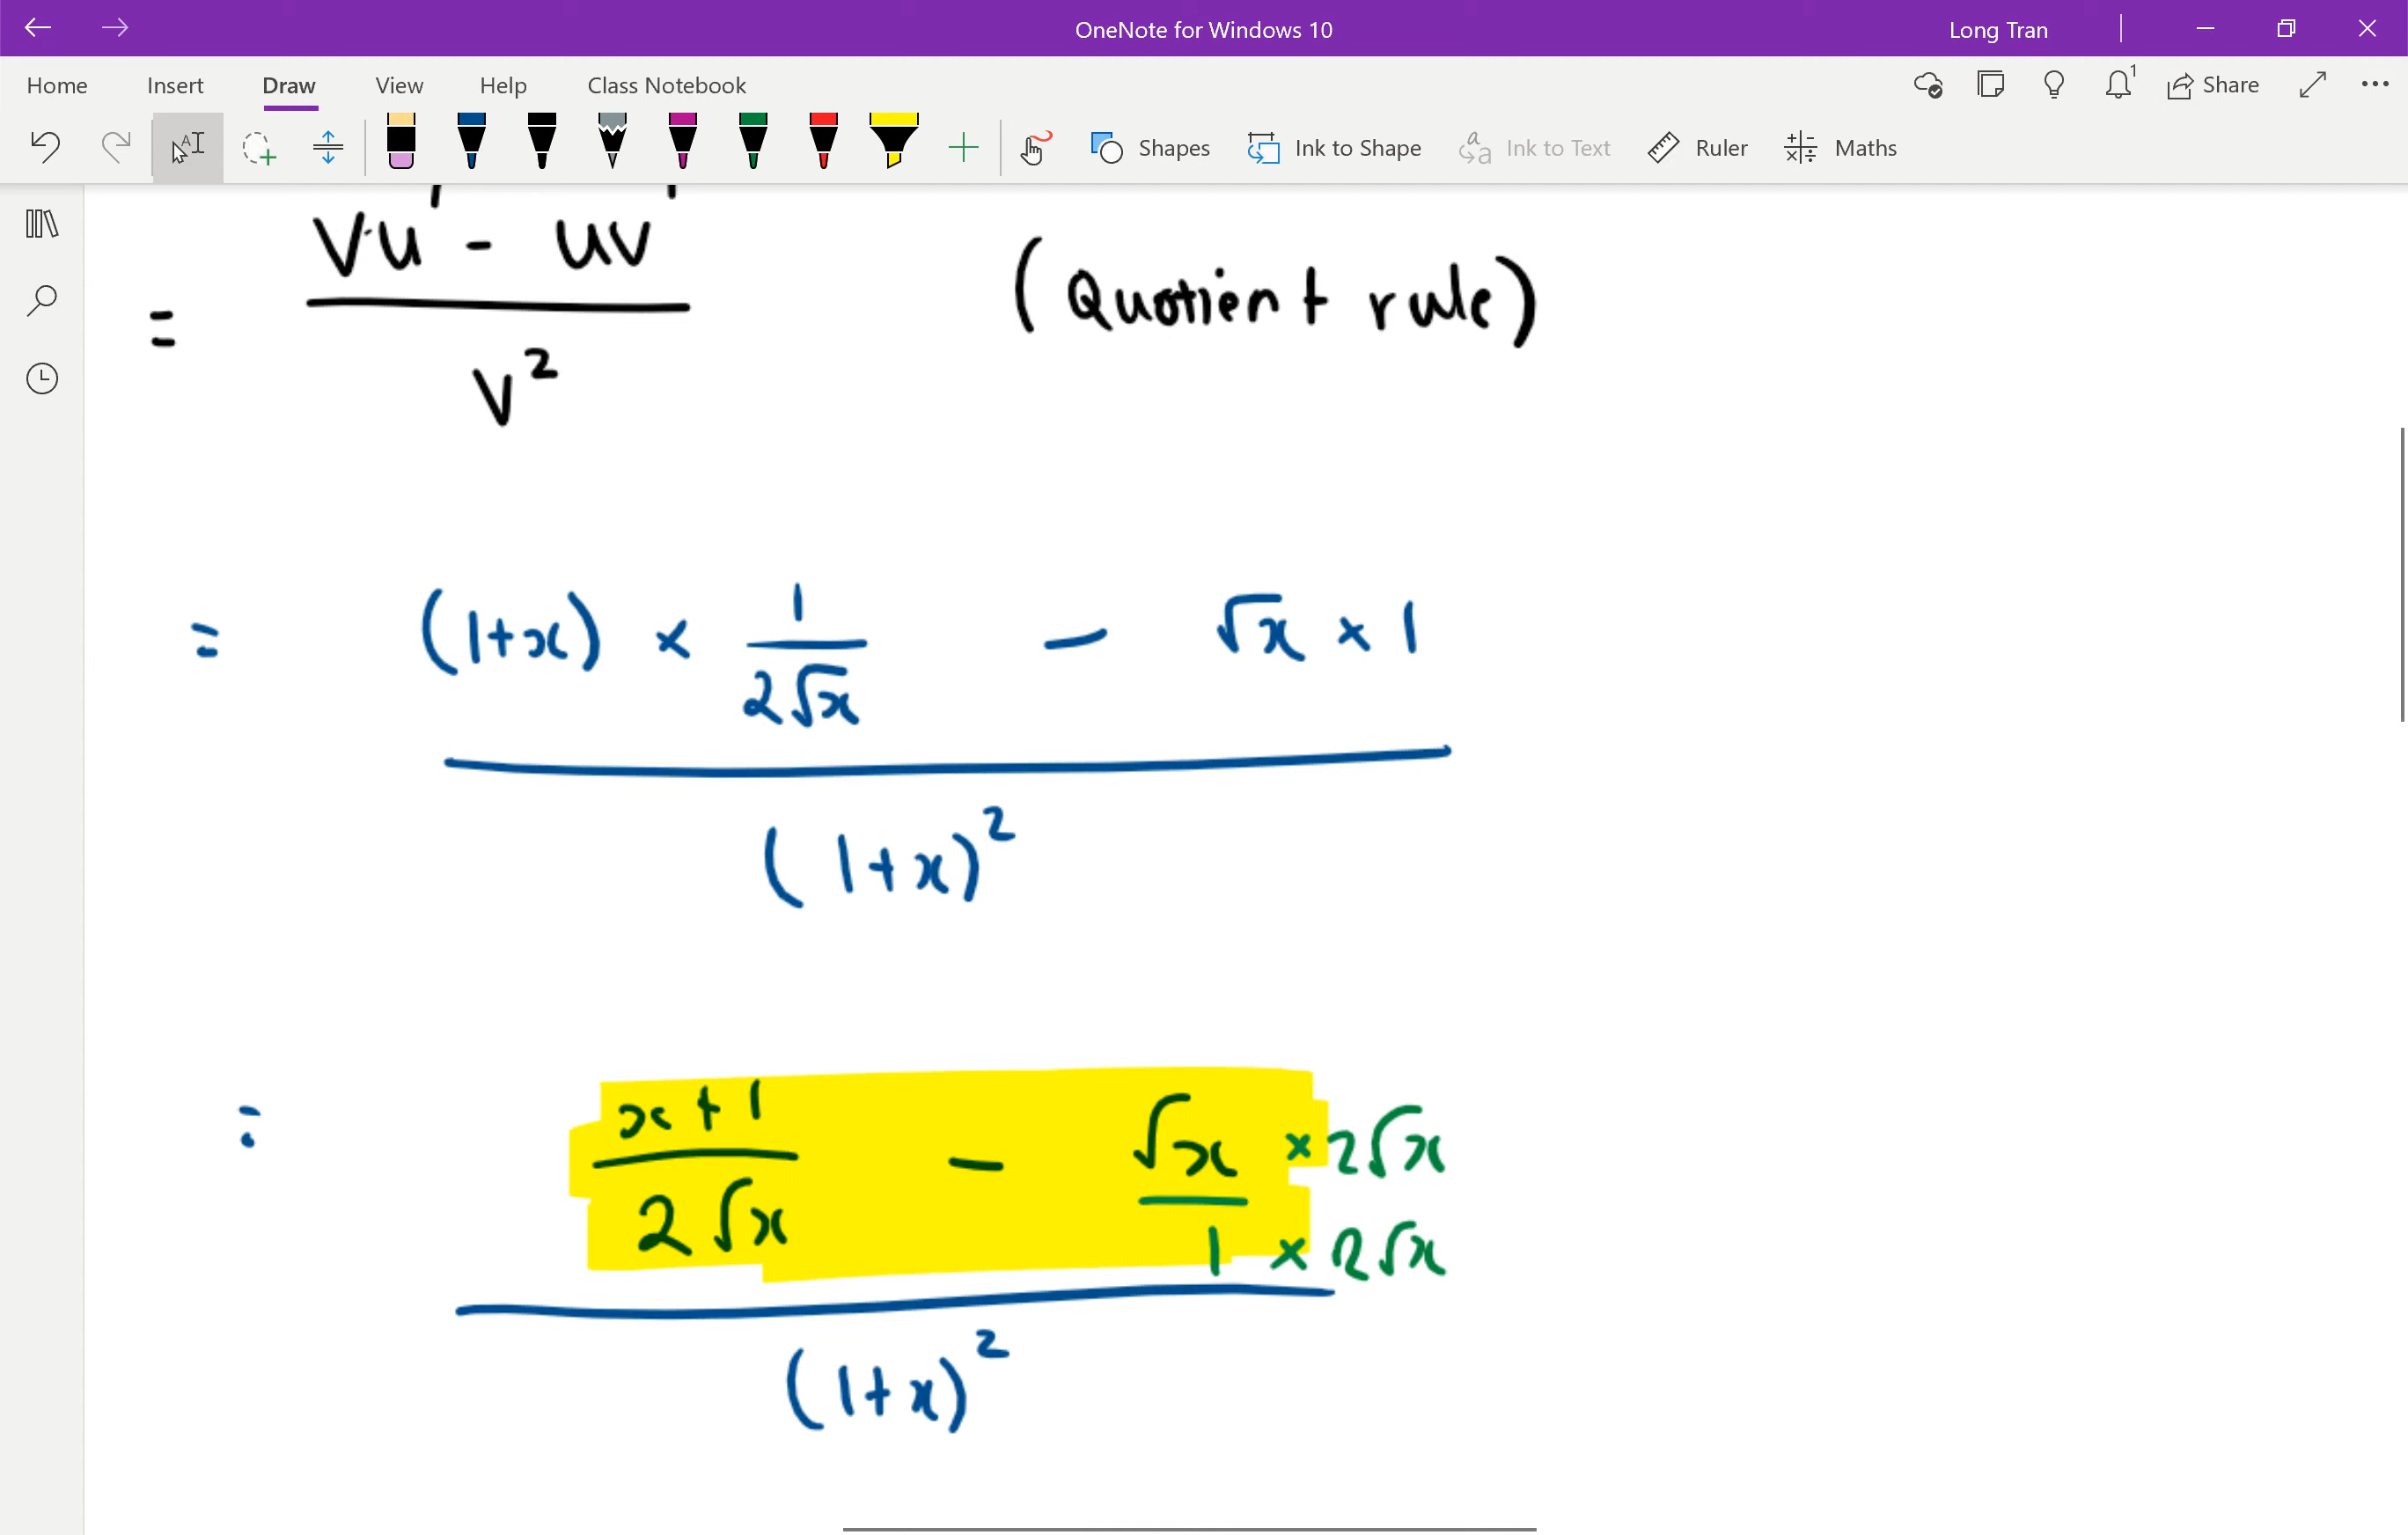 OneNote for Windows 10 Long Tran
Home Insert Draw View Help Class Notebook 1 Share
Shapes Ink to Shape Ink to Text Ruler Maths
= (vu' - uv') / v² (Quotient rule)
= ((1+x) × 1/(2√x) - √x × 1) / (1+x)²
= ((x+1)/(2√x) - (√x × 2√x)/(1 × 2√x)) / (1+x)²